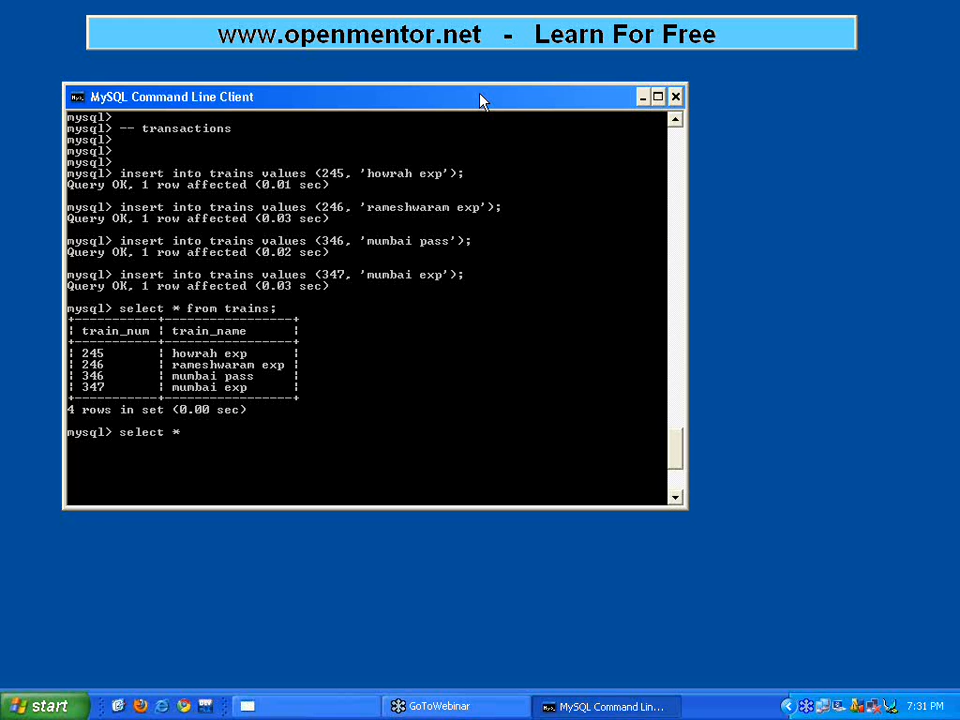 www.openmentor.net - Learn For Free
MySQL Command Line Client
mysql>
mysql> -- transactions
mysql>
mysql>
mysql>
mysql> insert into trains values (245, 'howrah exp');
Query OK, 1 row affected (0.01 sec)
mysql> insert into trains values (246, 'rameshwaram exp');
Query OK, 1 row affected (0.03 sec)
mysql> insert into trains values (346, 'mumbai pass');
Query OK, 1 row affected (0.02 sec)
mysql> insert into trains values (347, 'mumbai exp');
Query OK, 1 row affected (0.03 sec)
mysql> select * from trains;
+-----------+-----------------+
| train_num | train_name      |
+-----------+-----------------+
| 245       | howrah exp      |
| 246       | rameshwaram exp |
| 346       | mumbai pass     |
| 347       | mumbai exp      |
+-----------+-----------------+
4 rows in set (0.00 sec)
mysql> select *
start GoToWebinar MySQL Command Lin... 7:31 PM